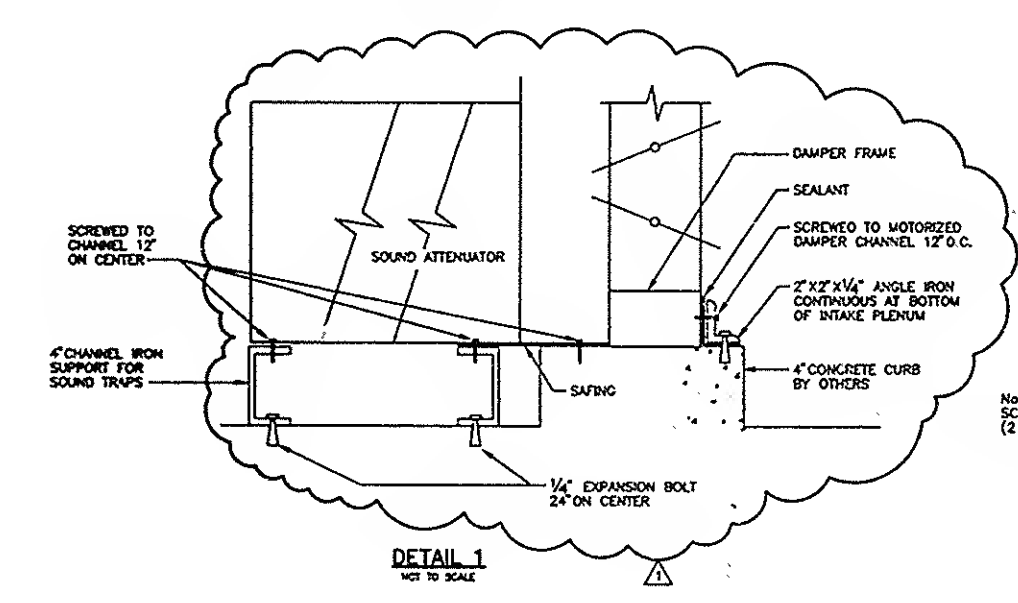 DAMPER FRAME
SEALANT
SCREWED TO MOTORIZED
DAMPER CHANNEL 12" O.C.
2"X2"X1/4" ANGLE IRON
CONTINUOUS AT BOTTOM
OF INTAKE PLENUM
4" CONCRETE CURB
BY OTHERS
SCREWED TO
CHANNEL 12"
ON CENTER
SOUND ATTENUATOR
4" CHANNEL IRON
SUPPORT FOR
SOUND TRAPS
SAFING
1/4" EXPANSION BOLT
24" ON CENTER
DETAIL 1
NOT TO SCALE
1
(2